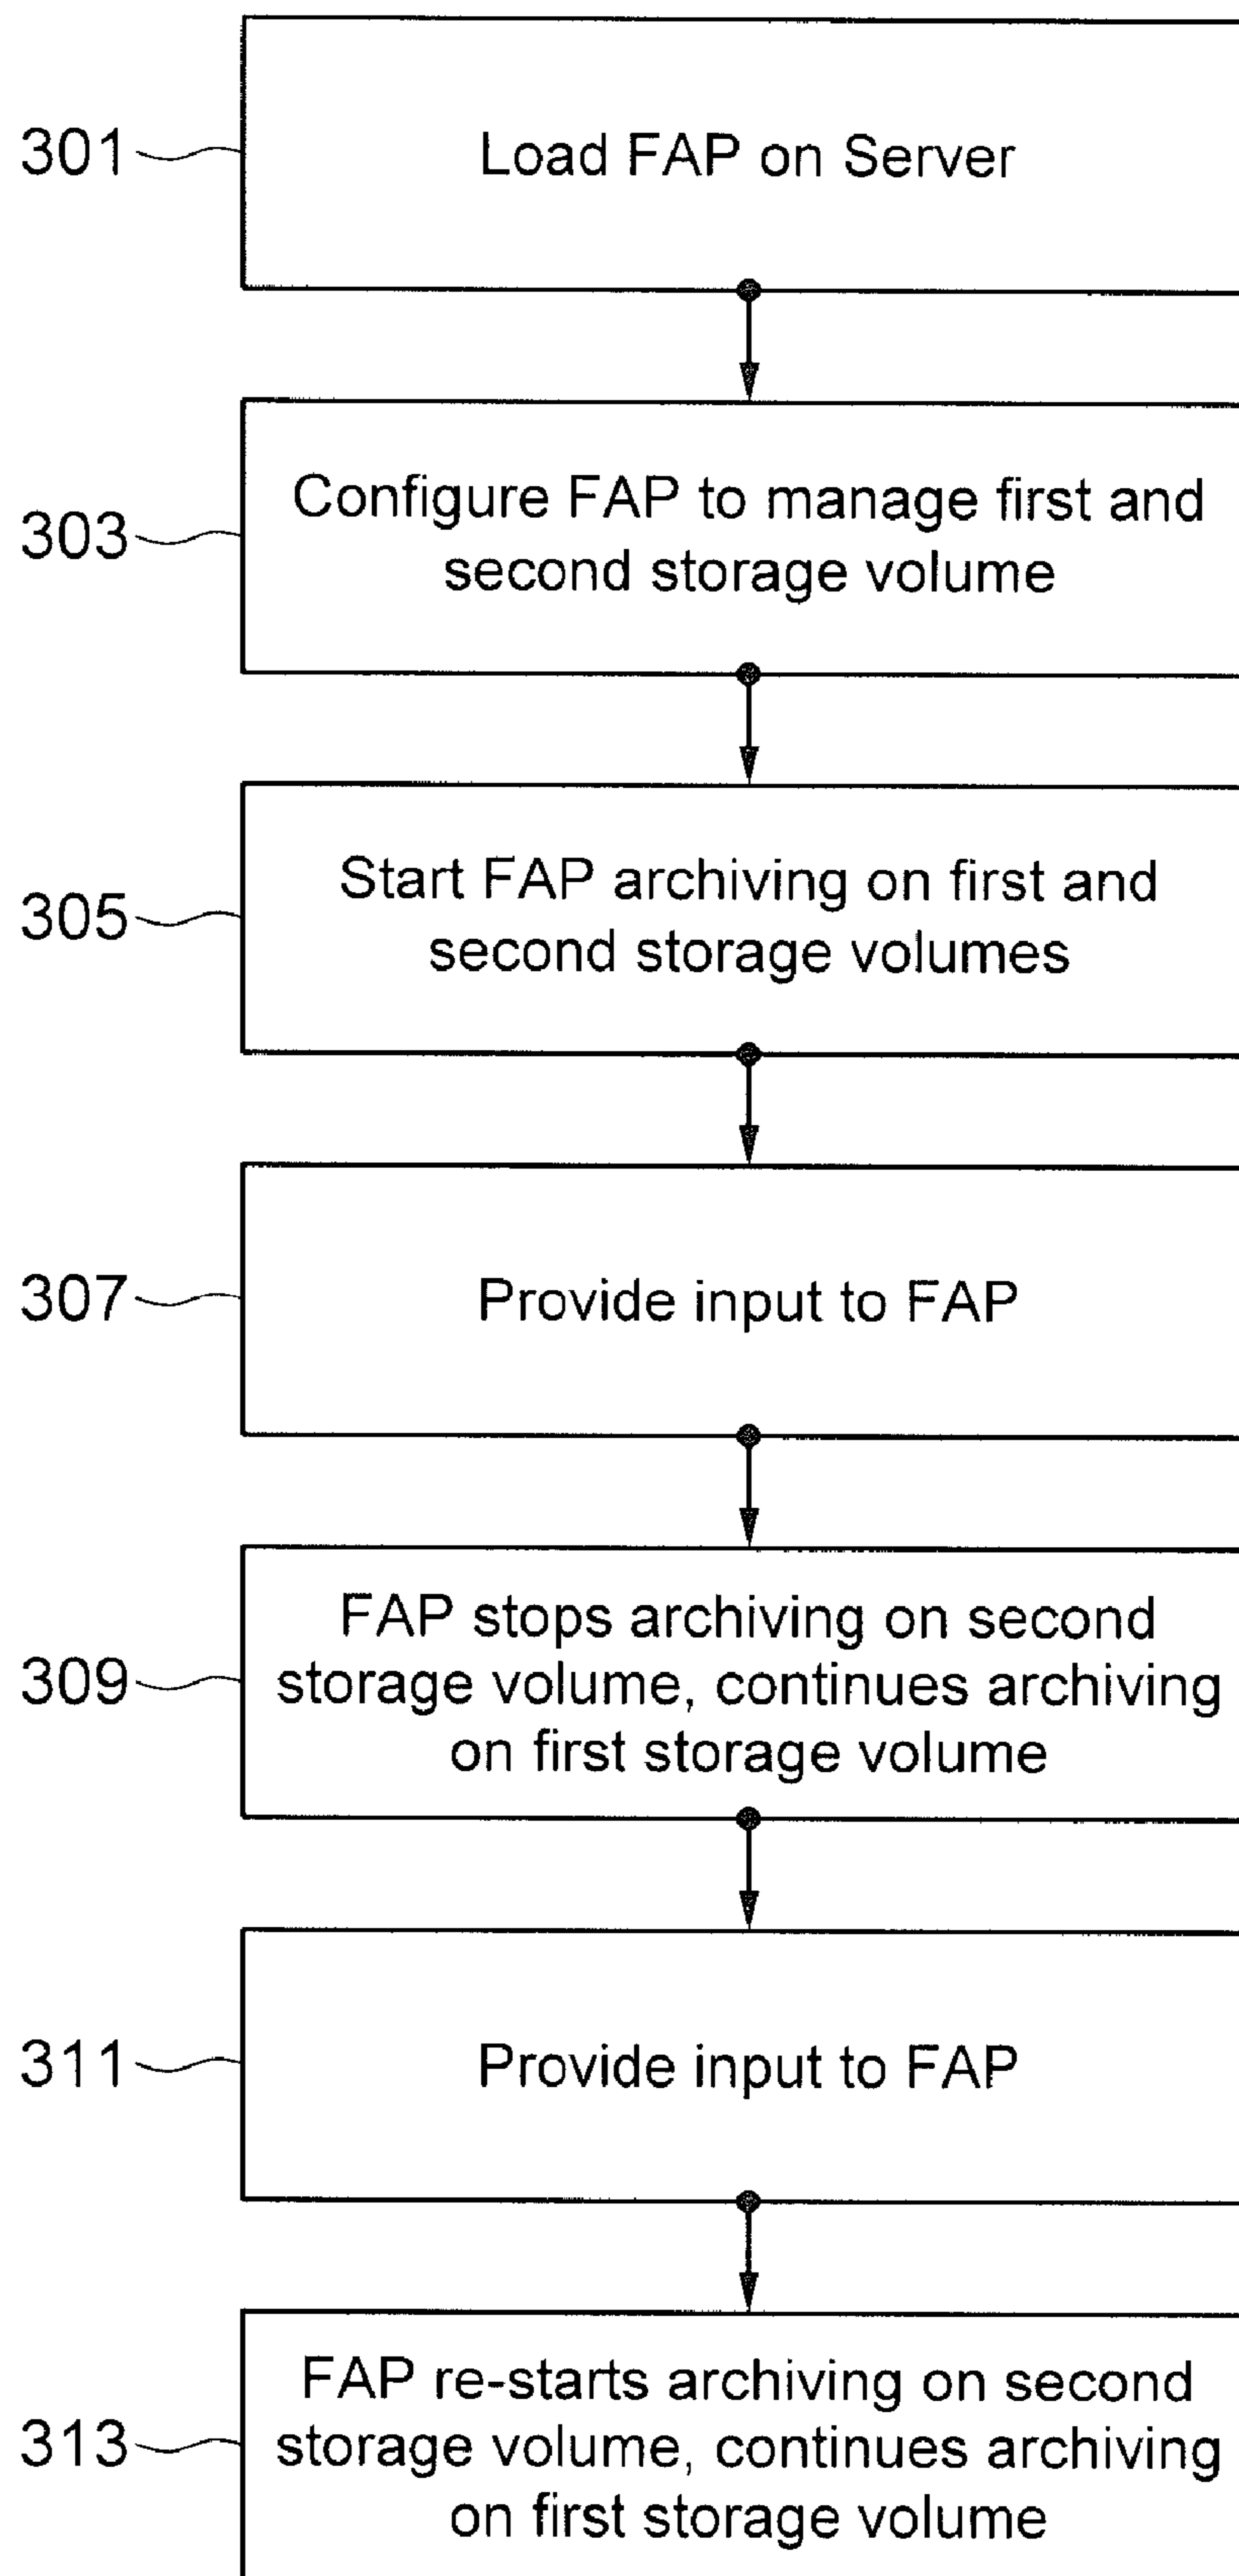 301
Load FAP on Server
303
Configure FAP to manage first and
second storage volume
305
Start FAP archiving on first and
second storage volumes
307
Provide input to FAP
309
FAP stops archiving on second
storage volume, continues archiving
on first storage volume
311
Provide input to FAP
313
FAP re-starts archiving on second
storage volume, continues archiving
on first storage volume